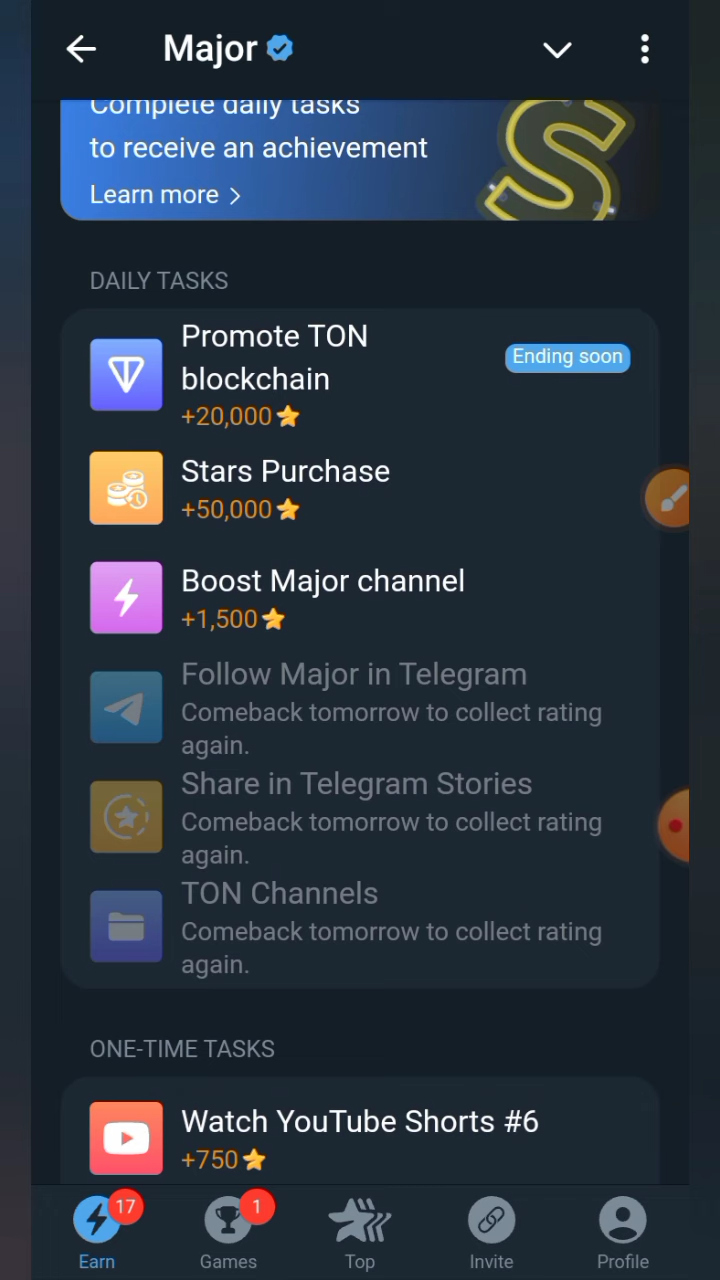 Major
Complete daily tasks
to receive an achievement
Learn more >
DAILY TASKS
Promote TON
blockchain
Ending soon
+20,000
Stars Purchase
+50,000
Boost Major channel
+1,500
Follow Major in Telegram
Comeback tomorrow to collect rating
again.
Share in Telegram Stories
Comeback tomorrow to collect rating
again.
TON Channels
Comeback tomorrow to collect rating
again.
ONE-TIME TASKS
Watch YouTube Shorts #6
+750
17
1
Earn
Games
Top
Invite
Profile